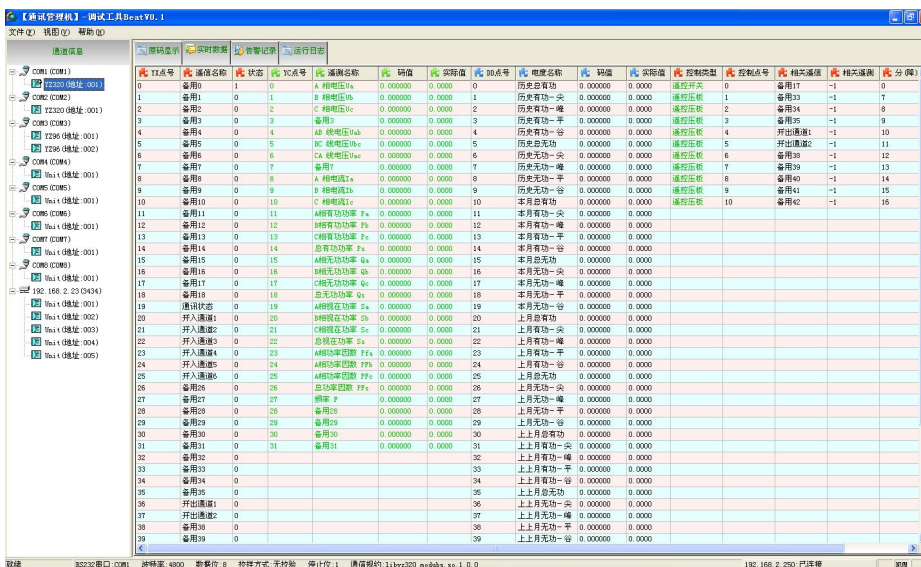 【通讯管理机】-调试工具BeatV0.1
文件(F) 视图(V) 帮助(H)
通道信息
原码显示 实时数据 告警记录 运行日志
COM1(COM1)
YZ320(地址:001)
COM2(COM2)
YZ320(地址:001)
COM3(COM3)
YZ96(地址:001)
YZ96(地址:002)
COM4(COM4)
Unit(地址:001)
COM5(COM5)
Unit(地址:001)
COM6(COM6)
Unit(地址:001)
COM7(COM7)
Unit(地址:001)
COM8(COM8)
Unit(地址:001)
192.168.2.23(3434)
Unit(地址:001)
Unit(地址:002)
Unit(地址:003)
Unit(地址:004)
Unit(地址:005)
YX点号 遥信名称 状态 YC点号 遥测名称 码值 实际值 DD点号 电度名称 码值 实际值 控制类型 控制点号 相关遥信 相关遥测 分(降)
0 备用0 1 0 A 相电压Ua 0.000000 0.0000 0 历史总有功 0.000000 0.0000 遥控开关 0 备用17 -1 0
1 备用1 0 1 B 相电压Ub 0.000000 0.0000 1 历史有功-尖 0.000000 0.0000 遥控压板 1 备用33 -1 7
2 备用2 0 2 C 相电压Uc 0.000000 0.0000 2 历史有功-峰 0.000000 0.0000 遥控压板 2 备用34 -1 8
3 备用3 0 3 备用3 0.000000 0.0000 3 历史有功-平 0.000000 0.0000 遥控压板 3 备用35 -1 9
4 备用4 0 4 AB 线电压Uab 0.000000 0.0000 4 历史有功-谷 0.000000 0.0000 遥控压板 4 开出通道1 -1 10
5 备用5 0 5 BC 线电压Ubc 0.000000 0.0000 5 历史总无功 0.000000 0.0000 遥控压板 5 开出通道2 -1 11
6 备用6 0 6 CA 线电压Uac 0.000000 0.0000 6 历史无功-尖 0.000000 0.0000 遥控压板 6 备用38 -1 12
7 备用7 0 7 备用7 0.000000 0.0000 7 历史无功-峰 0.000000 0.0000 遥控压板 7 备用39 -1 13
8 备用8 0 8 A 相电流Ia 0.000000 0.0000 8 历史无功-平 0.000000 0.0000 遥控压板 8 备用40 -1 14
9 备用9 0 9 B 相电流Ib 0.000000 0.0000 9 历史无功-谷 0.000000 0.0000 遥控压板 9 备用41 -1 15
10 备用10 0 10 C 相电流Ic 0.000000 0.0000 10 本月总有功 0.000000 0.0000 遥控压板 10 备用42 -1 16
11 备用11 0 11 A相有功功率 Pa 0.000000 0.0000 11 本月有功-尖 0.000000 0.0000
12 备用12 0 12 B相有功功率 Pb 0.000000 0.0000 12 本月有功-峰 0.000000 0.0000
13 备用13 0 13 C相有功功率 Pc 0.000000 0.0000 13 本月有功-平 0.000000 0.0000
14 备用14 0 14 总有功功率 Ps 0.000000 0.0000 14 本月有功-谷 0.000000 0.0000
15 备用15 0 15 A相无功功率 Qa 0.000000 0.0000 15 本月总无功 0.000000 0.0000
16 备用16 0 16 B相无功功率 Qb 0.000000 0.0000 16 本月无功-尖 0.000000 0.0000
17 备用17 0 17 C相无功功率 Qc 0.000000 0.0000 17 本月无功-峰 0.000000 0.0000
18 备用18 0 18 总无功功率 Qs 0.000000 0.0000 18 本月无功-平 0.000000 0.0000
19 通讯状态 0 19 A相视在功率 Sa 0.000000 0.0000 19 本月无功-谷 0.000000 0.0000
20 开入通道1 0 20 B相视在功率 Sb 0.000000 0.0000 20 上月总有功 0.000000 0.0000
21 开入通道2 0 21 C相视在功率 Sc 0.000000 0.0000 21 上月有功-尖 0.000000 0.0000
22 开入通道3 0 22 总视在功率 Ss 0.000000 0.0000 22 上月有功-峰 0.000000 0.0000
23 开入通道4 0 23 A相功率因数 Pfa 0.000000 0.0000 23 上月有功-平 0.000000 0.0000
24 开入通道5 0 24 A相功率因数 PFb 0.000000 0.0000 24 上月有功-谷 0.000000 0.0000
25 开入通道6 0 25 A相功率因数 PFc 0.000000 0.0000 25 上月总无功 0.000000 0.0000
26 备用26 0 26 总功率因数 PFs 0.000000 0.0000 26 上月无功-尖 0.000000 0.0000
27 备用27 0 27 频率 F 0.000000 0.0000 27 上月无功-峰 0.000000 0.0000
28 备用28 0 28 备用28 0.000000 0.0000 28 上月无功-平 0.000000 0.0000
29 备用29 0 29 备用29 0.000000 0.0000 29 上月无功-谷 0.000000 0.0000
30 备用30 0 30 备用30 0.000000 0.0000 30 上上月总有功 0.000000 0.0000
31 备用31 0 31 备用31 0.000000 0.0000 31 上上月有功-尖 0.000000 0.0000
32 备用32 0 32 上上月有功-峰 0.000000 0.0000
33 备用33 0 33 上上月有功-平 0.000000 0.0000
34 备用34 0 34 上上月有功-谷 0.000000 0.0000
35 备用35 0 35 上上月总无功 0.000000 0.0000
36 开出通道1 0 36 上上月无功-尖 0.000000 0.0000
37 开出通道2 0 37 上上月无功-峰 0.000000 0.0000
38 备用38 0 38 上上月无功-平 0.000000 0.0000
39 备用39 0 39 上上月无功-谷 0.000000 0.0000
就绪 RS232串口:COM1 波特率:4800 数据位:8 校样方式:无校验 停止位:1 通信规约:libyz320_modubs.so.1.0.0 192.168.2.250:已连接